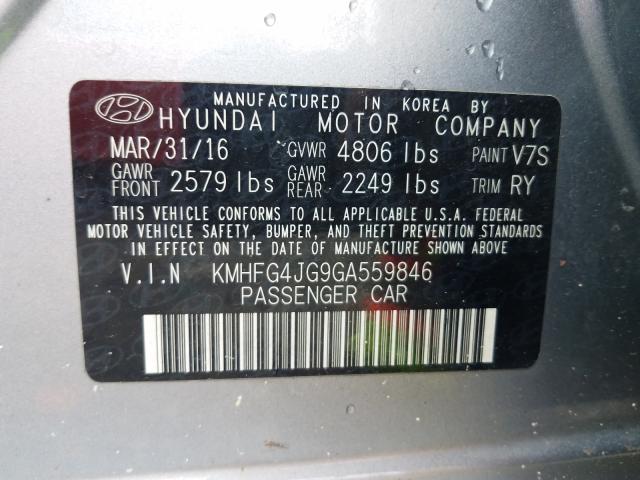 MANUFACTURED IN KOREA BY
HYUNDAI MOTOR COMPANY
MAR/31/16 GVWR 4806 lbs PAINT V7S
GAWR FRONT 2579 lbs GAWR REAR 2249 lbs TRIM RY
THIS VEHICLE CONFORMS TO ALL APPLICABLE U.S.A. FEDERAL
MOTOR VEHICLE SAFETY, BUMPER, AND THEFT PREVENTION STANDARDS
IN EFFECT ON THE DATE OF MANUFACTURE SHOWN ABOVE.
V.I.N KMHFG4JG9GA559846
PASSENGER CAR